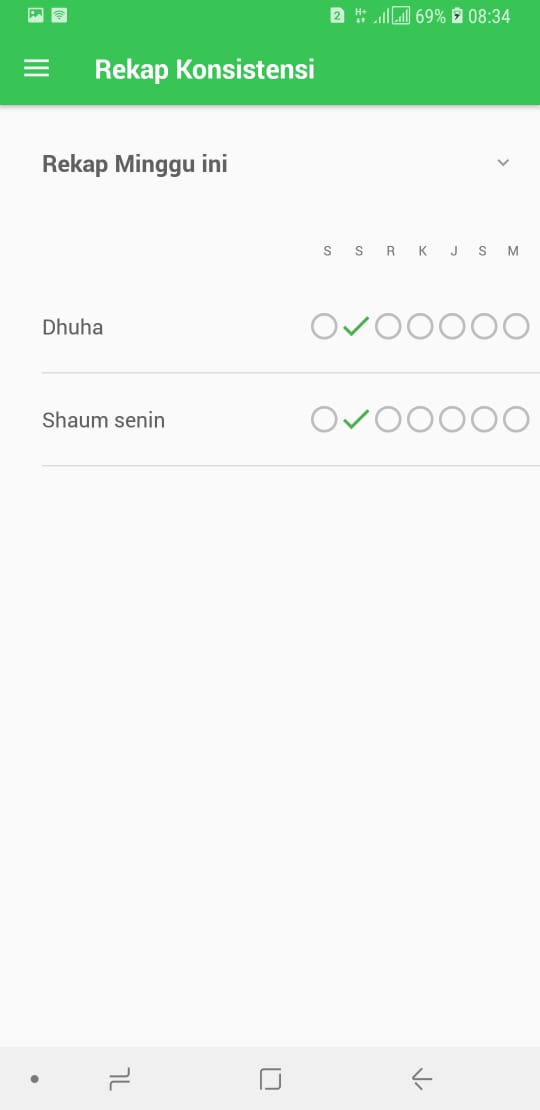 2 H+ 69% 08:34
Rekap Konsistensi
Rekap Minggu ini
S S R K J S M
Dhuha
Shaum senin